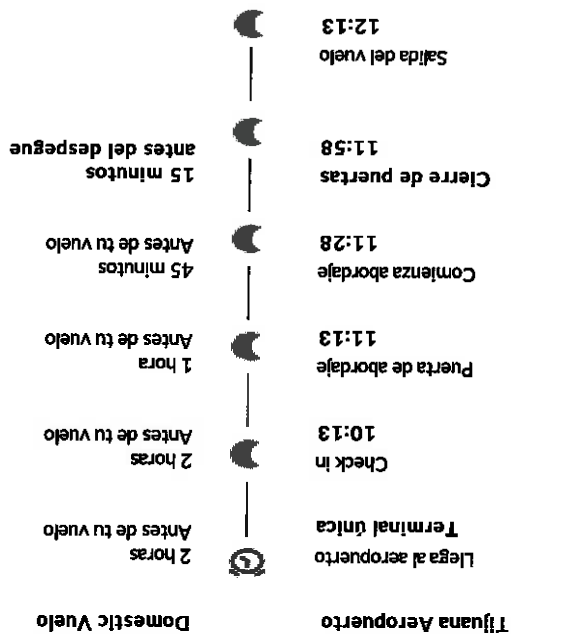 Tijuana Aeropuerto
Domestic Vuelo
Llega al aeropuerto
Terminal única
2 horas
Antes de tu vuelo
Check in
10:13
2 horas
Antes de tu vuelo
Puerta de abordaje
11:13
1 hora
Antes de tu vuelo
Comienza abordaje
11:28
45 minutos
Antes de tu vuelo
Cierre de puertas
11:58
15 minutos
antes del despegue
Salida del vuelo
12:13